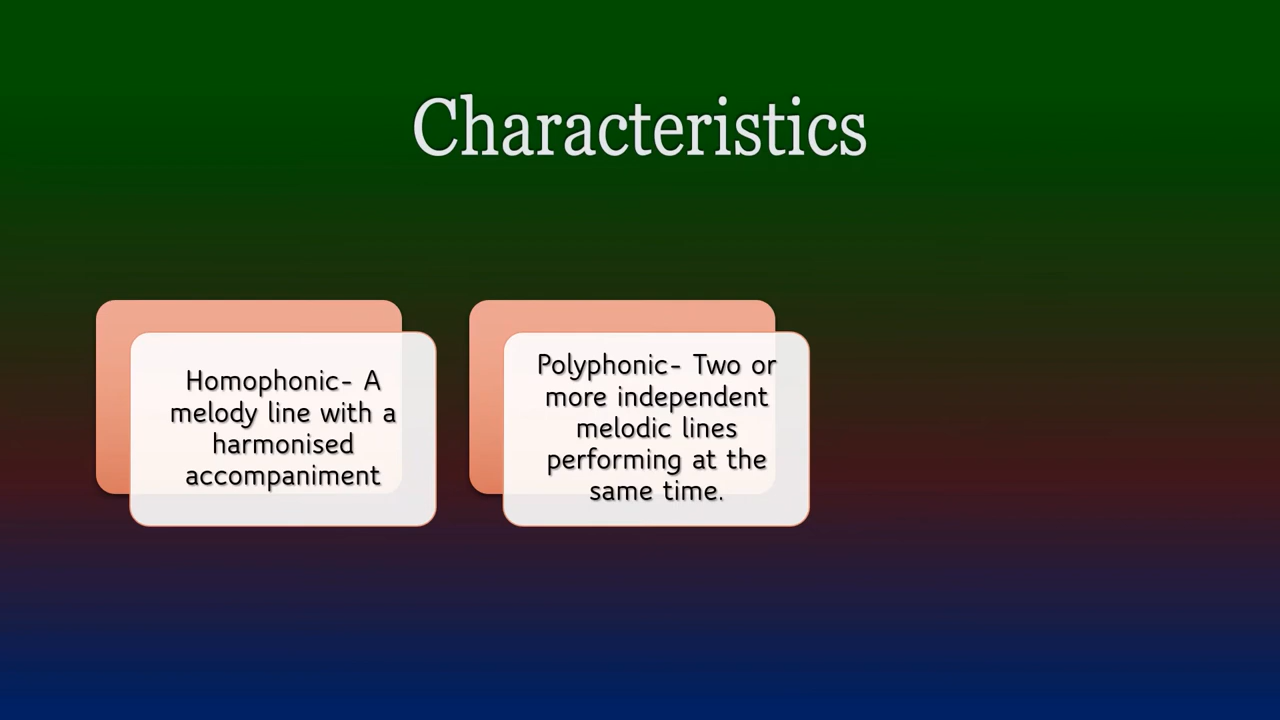 Characteristics
Homophonic- A
melody line with a
harmonised
accompaniment
Polyphonic- Two or
more independent
melodic lines
performing at the
same time.